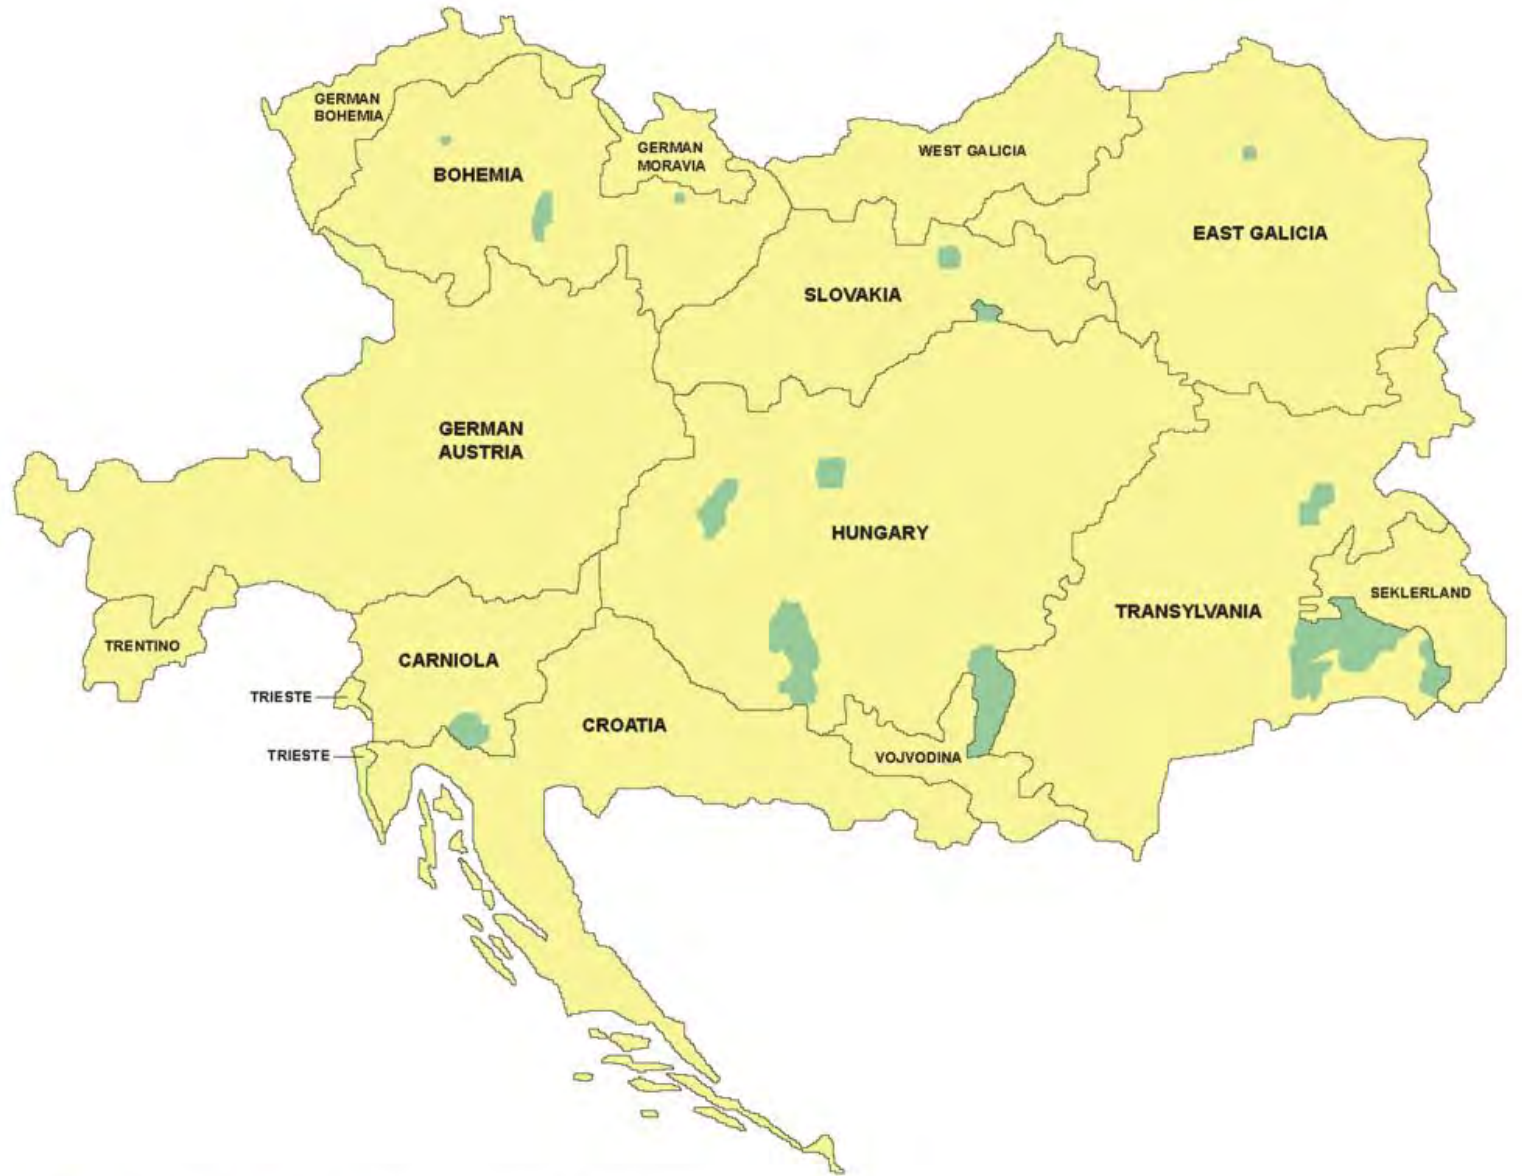 GERMAN
BOHEMIA
BOHEMIA
GERMAN
MORAVIA
WEST GALICIA
EAST GALICIA
SLOVAKIA
GERMAN
AUSTRIA
HUNGARY
TRANSYLVANIA
SEKLERLAND
TRENTINO
CARNIOLA
TRIESTE
CROATIA
TRIESTE
VOJVODINA